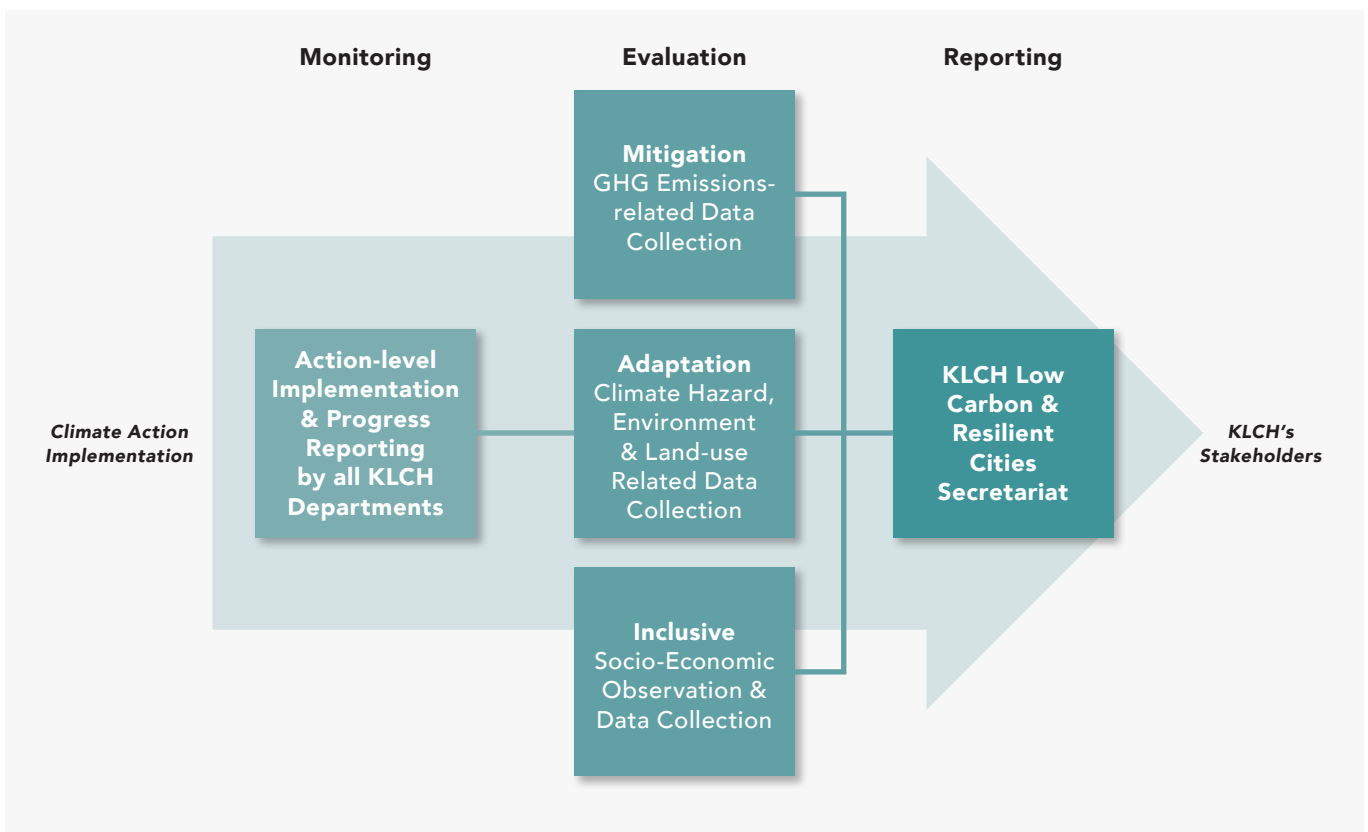 Monitoring
Evaluation
Reporting
Mitigation
GHG Emissions-
related Data
Collection
Climate Action
Implementation
Action-level
Implementation
& Progress
Reporting
by all KLCH
Departments
Adaptation
Climate Hazard,
Environment
& Land-use
Related Data
Collection
KLCH Low
Carbon &
Resilient
Cities
Secretariat
KLCH's
Stakeholders
Inclusive
Socio-Economic
Observation &
Data Collection